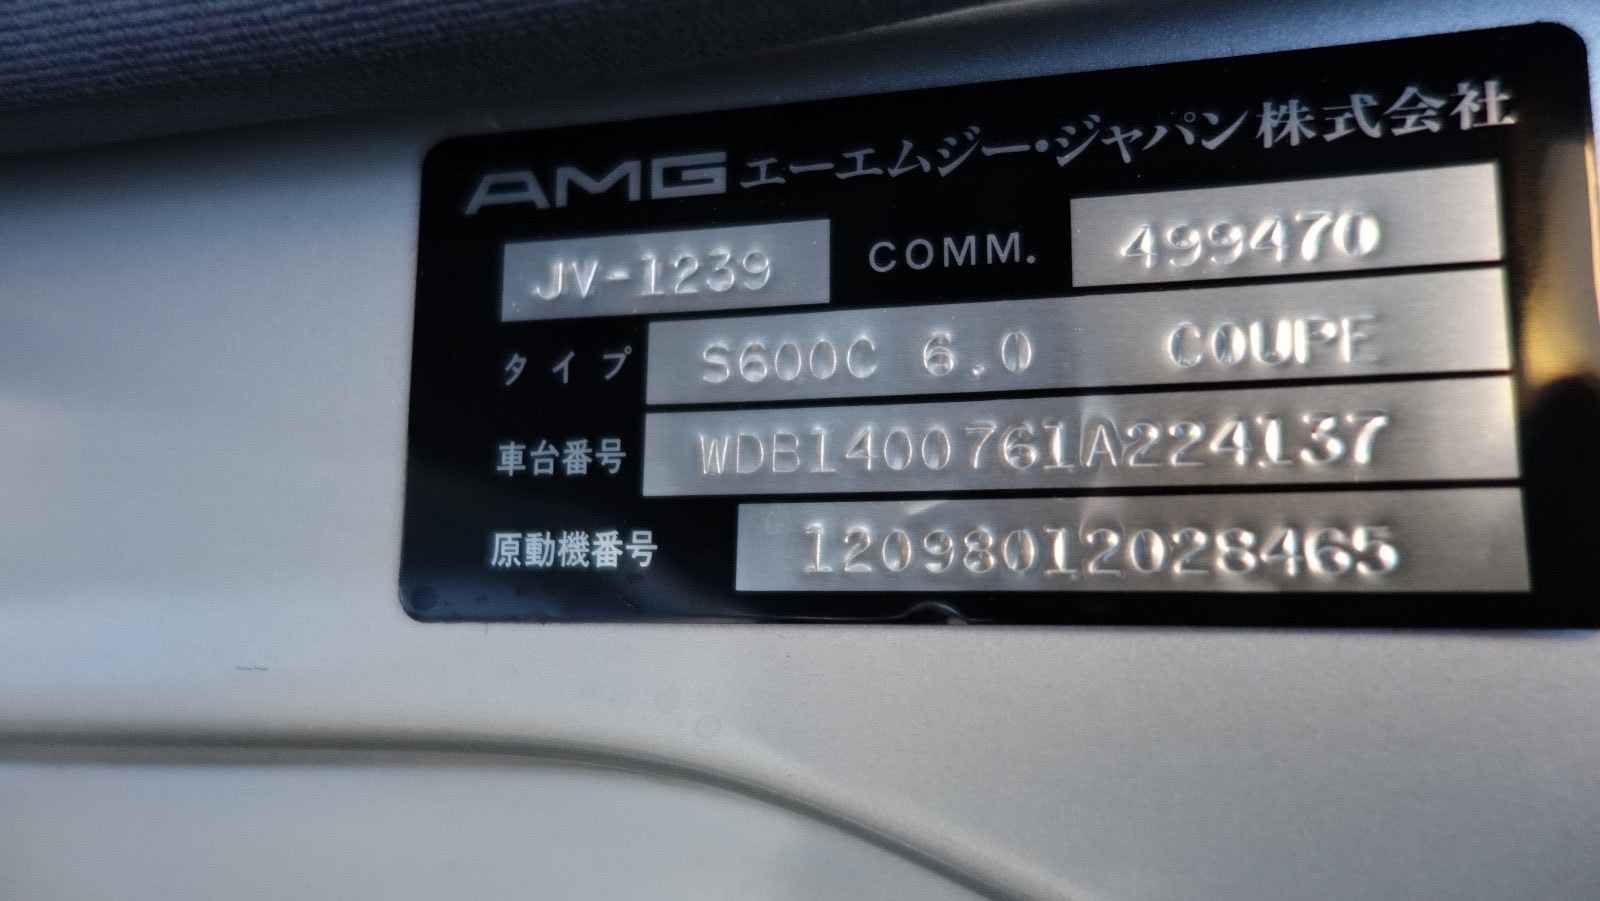 AMG エーエムジー・ジャパン株式会社
JV-1239 COMM. 499470
タイプ S600C 6.0 COUPE
車台番号 WDB1400761A224137
原動機番号 12098012028465